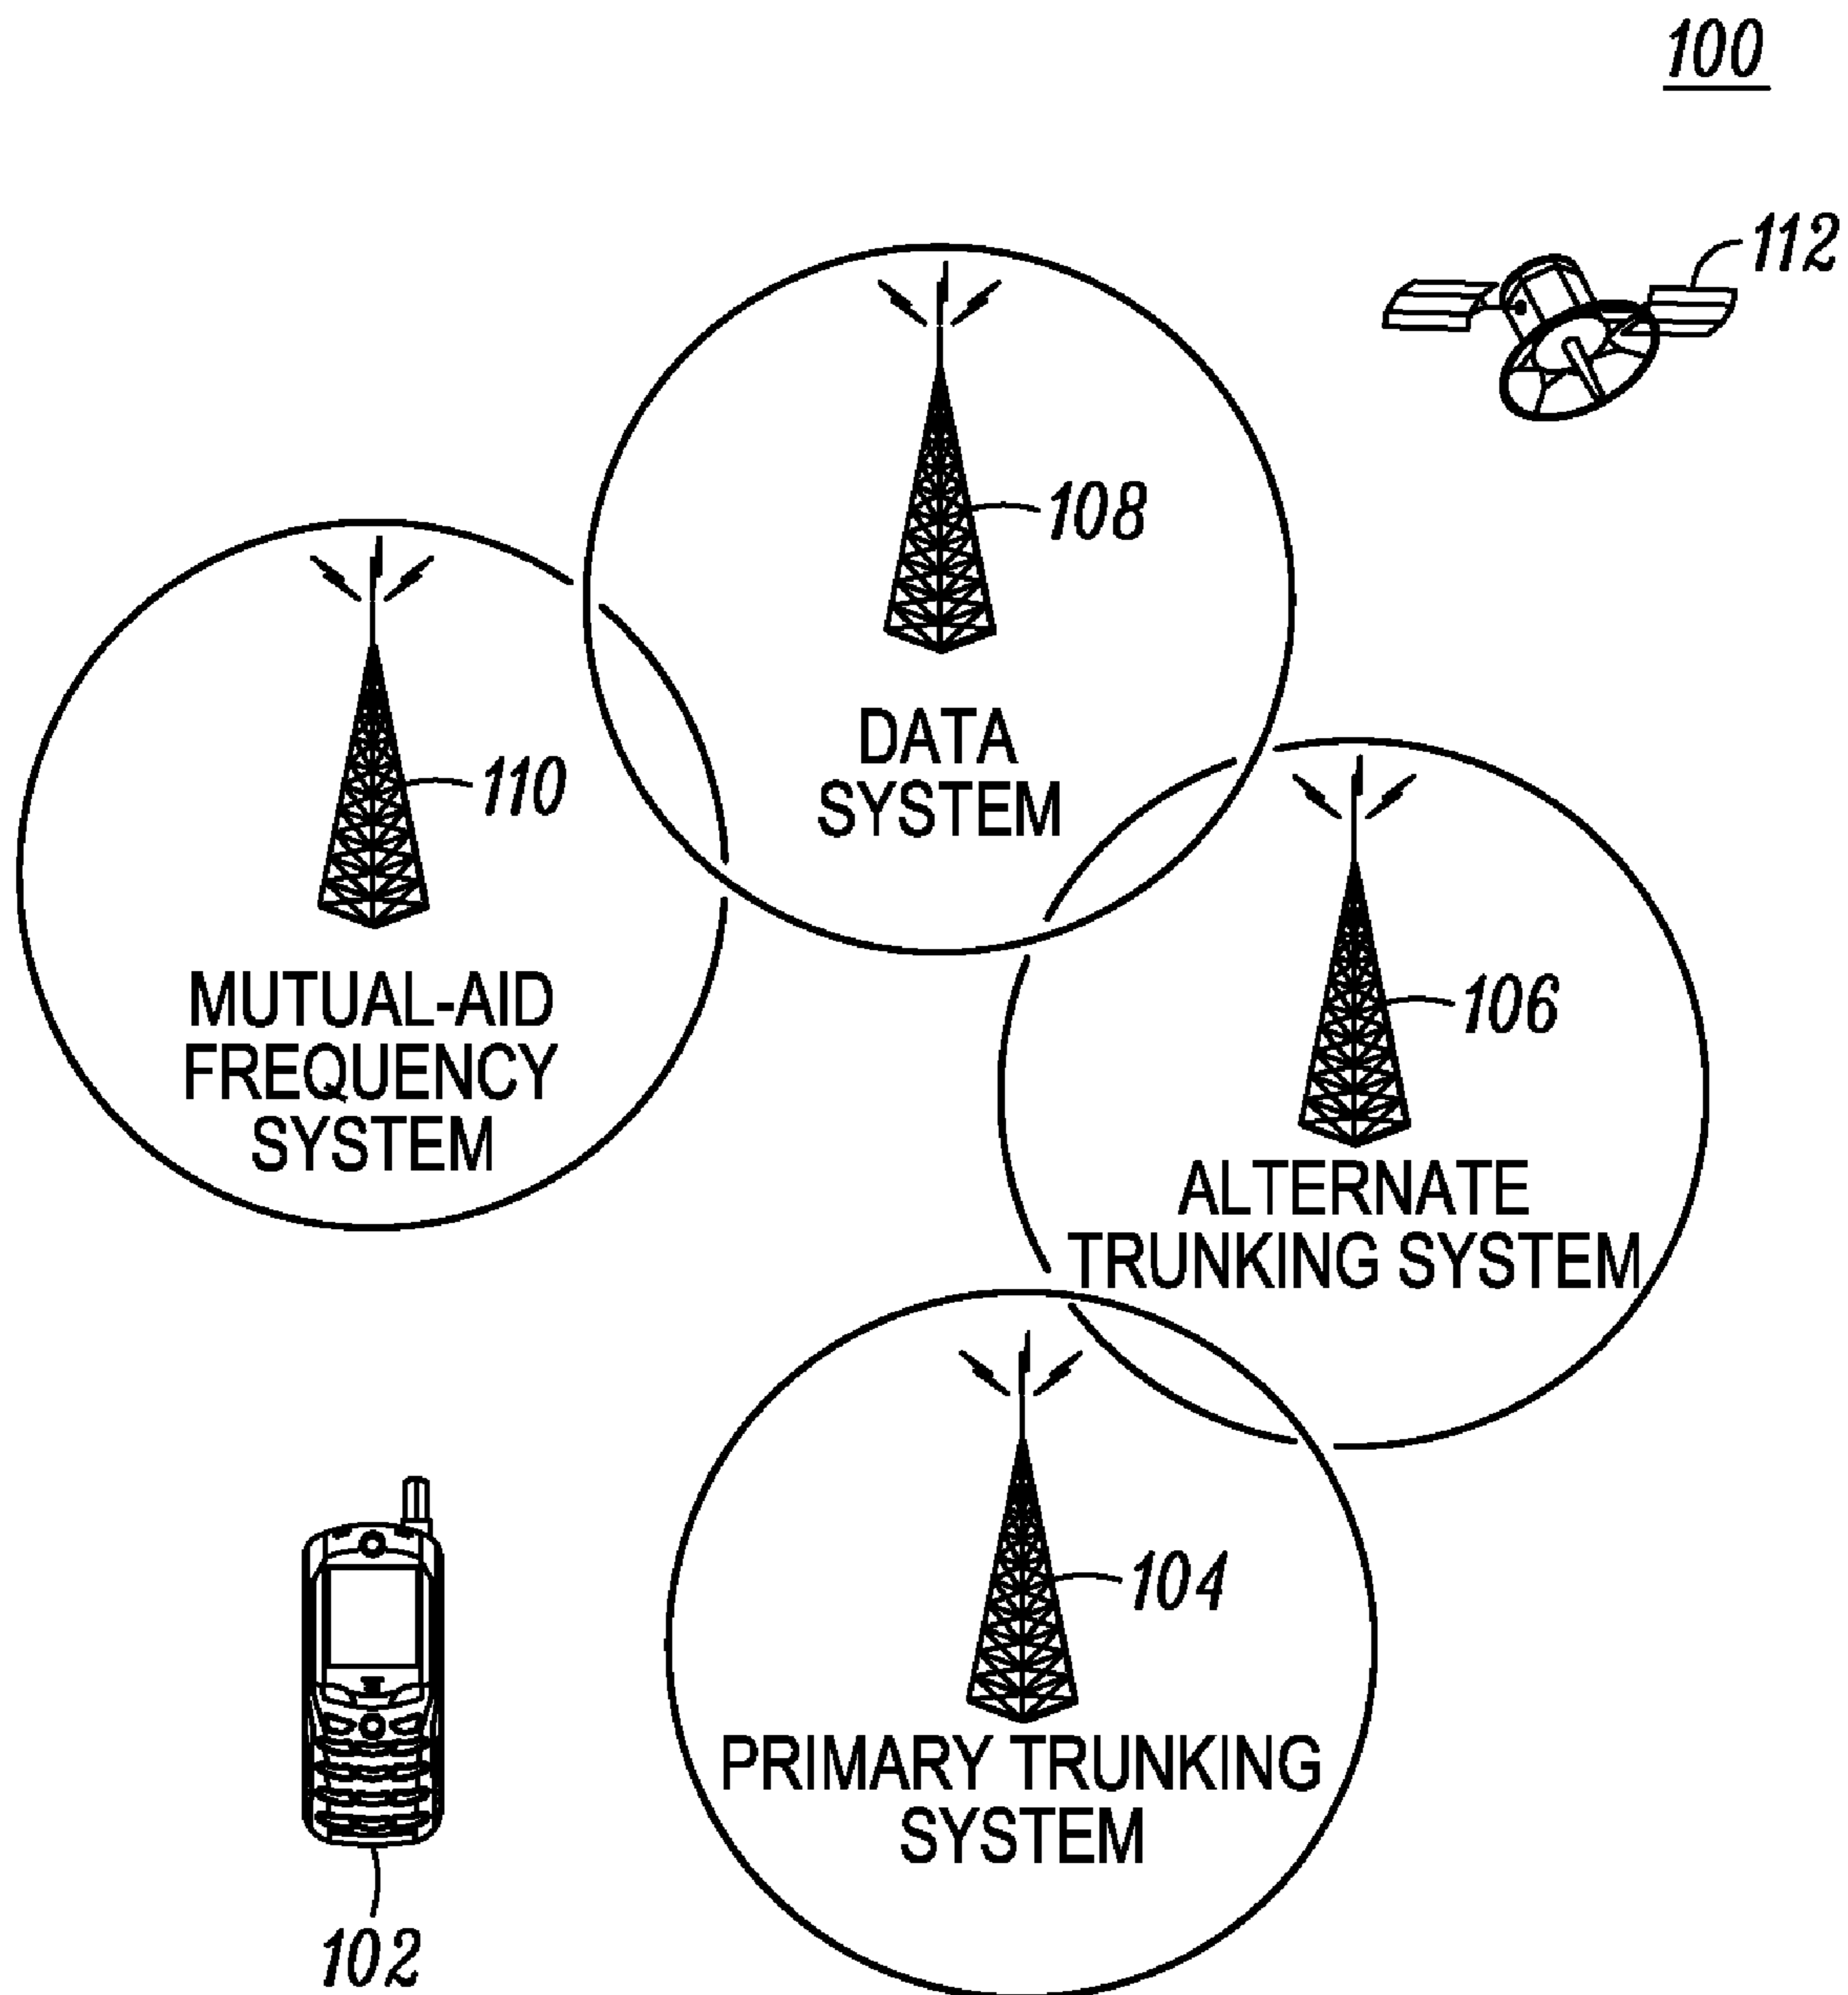 100
112
108
DATA
SYSTEM
110
MUTUAL-AID
FREQUENCY
SYSTEM
106
ALTERNATE
TRUNKING SYSTEM
104
PRIMARY TRUNKING
SYSTEM
102